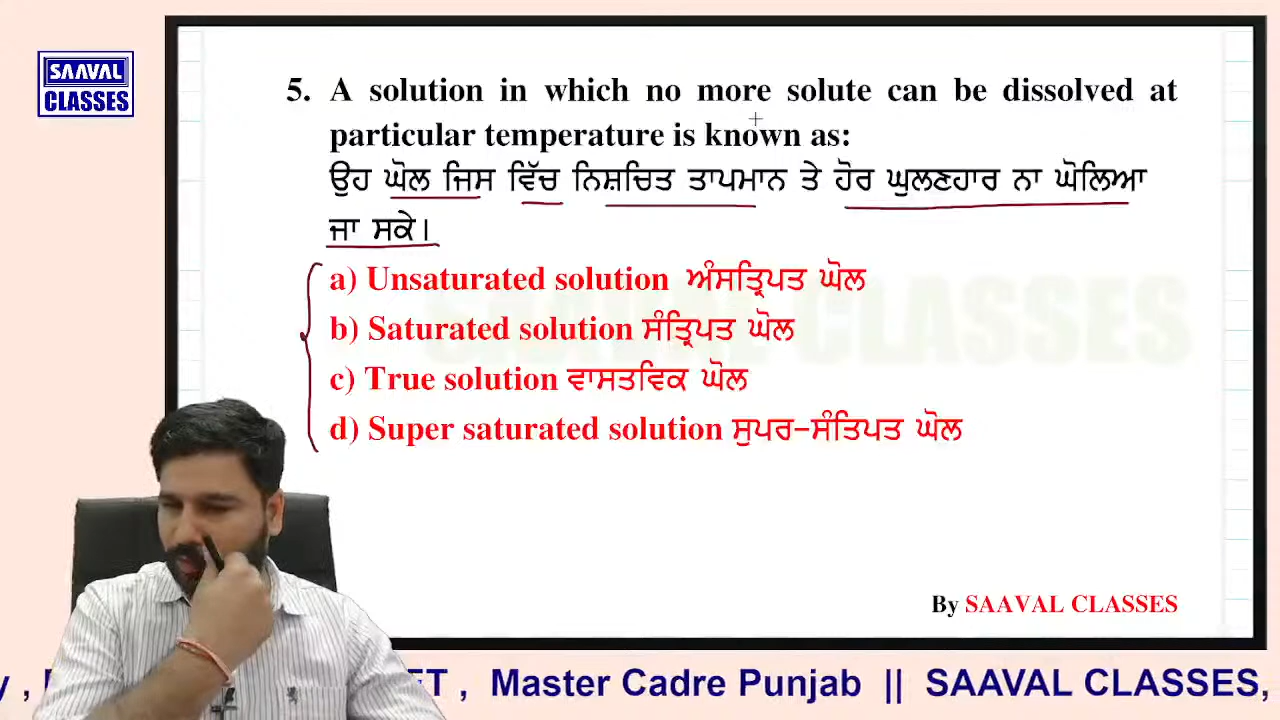 SAAVAL
CLASSES
5. A solution in which no more solute can be dissolved at
particular temperature is known as:
ਉਹ ਘੋਲ ਜਿਸ ਵਿੱਚ ਨਿਸ਼ਚਿਤ ਤਾਪਮਾਨ ਤੇ ਹੋਰ ਘੁਲਣਹਾਰ ਨਾ ਘੋਲਿਆ
ਜਾ ਸਕੇ।
a) Unsaturated solution ਅੰਸਤ੍ਰਿਪਤ ਘੋਲ
b) Saturated solution ਸੰਤ੍ਰਿਪਤ ਘੋਲ
c) True solution ਵਾਸਤਵਿਕ ਘੋਲ
d) Super saturated solution ਸੁਪਰ-ਸੰਤਿਪਤ ਘੋਲ
SAAVAL CLASSES
By SAAVAL CLASSES
, Master Cadre Punjab || SAAVAL CLASSES,